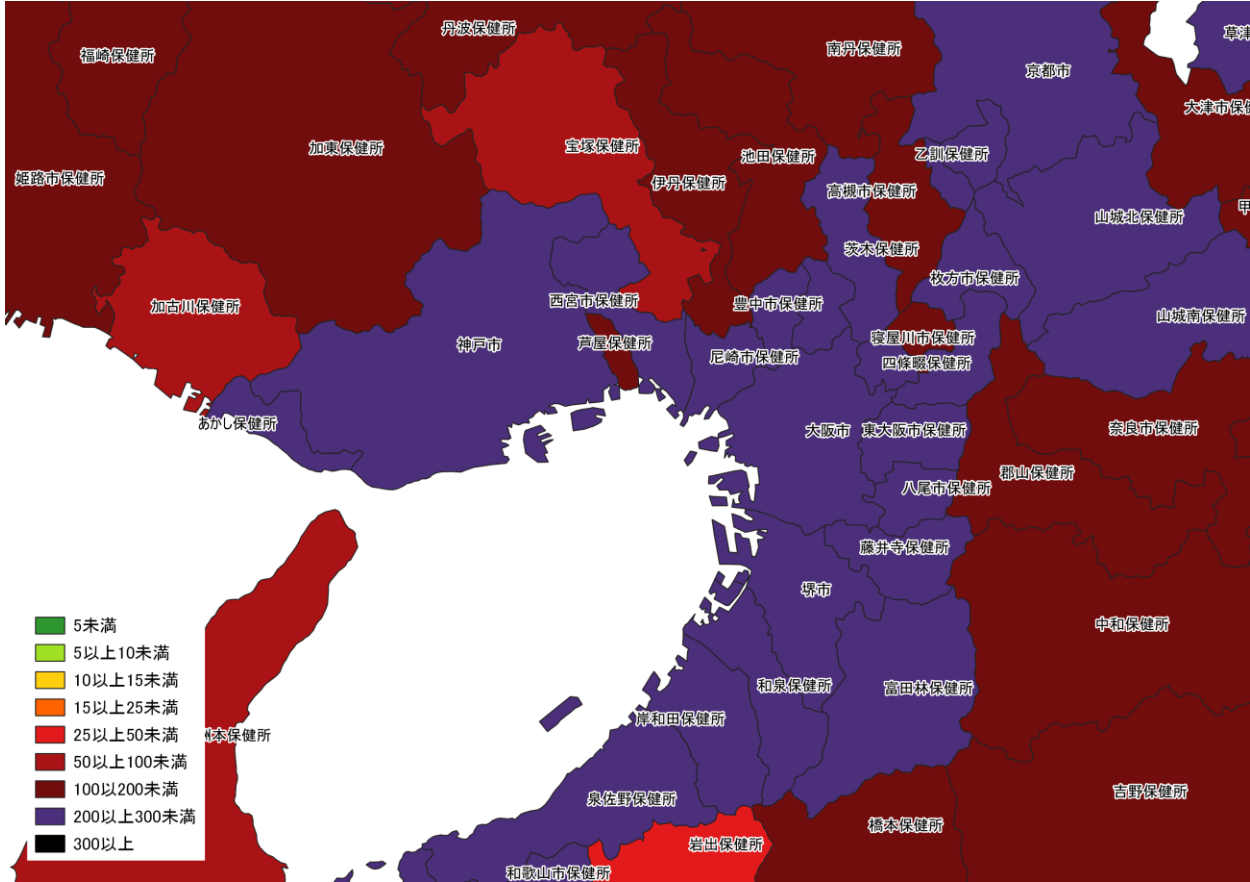 丹波保健所
南丹保健所
草津
福崎保健所
京都市
大津市保健
加東保健所
宝塚保健所
池田保健所
乙訓保健所
姫路市保健所
伊丹保健所
高槻市保健所
甲
山城北保健所
茨木保健所
枚方市保健所
加古川保健所
西宮市保健所
豊中市保健所
山城南保健所
神戸市
芦屋保健所
尼崎市保健所
寝屋川市保健所
四條畷保健所
あかし保健所
大阪市
東大阪市保健所
奈良市保健所
郡山保健所
八尾市保健所
藤井寺保健所
堺市
中和保健所
和泉保健所
富田林保健所
岸和田保健所
本保健所
泉佐野保健所
吉野保健所
橋本保健所
岩出保健所
和歌山市保健所
5未満
5以上10未満
10以上15未満
15以上25未満
25以上50未満
50以上100未満
100以200未満
200以上300未満
300以上